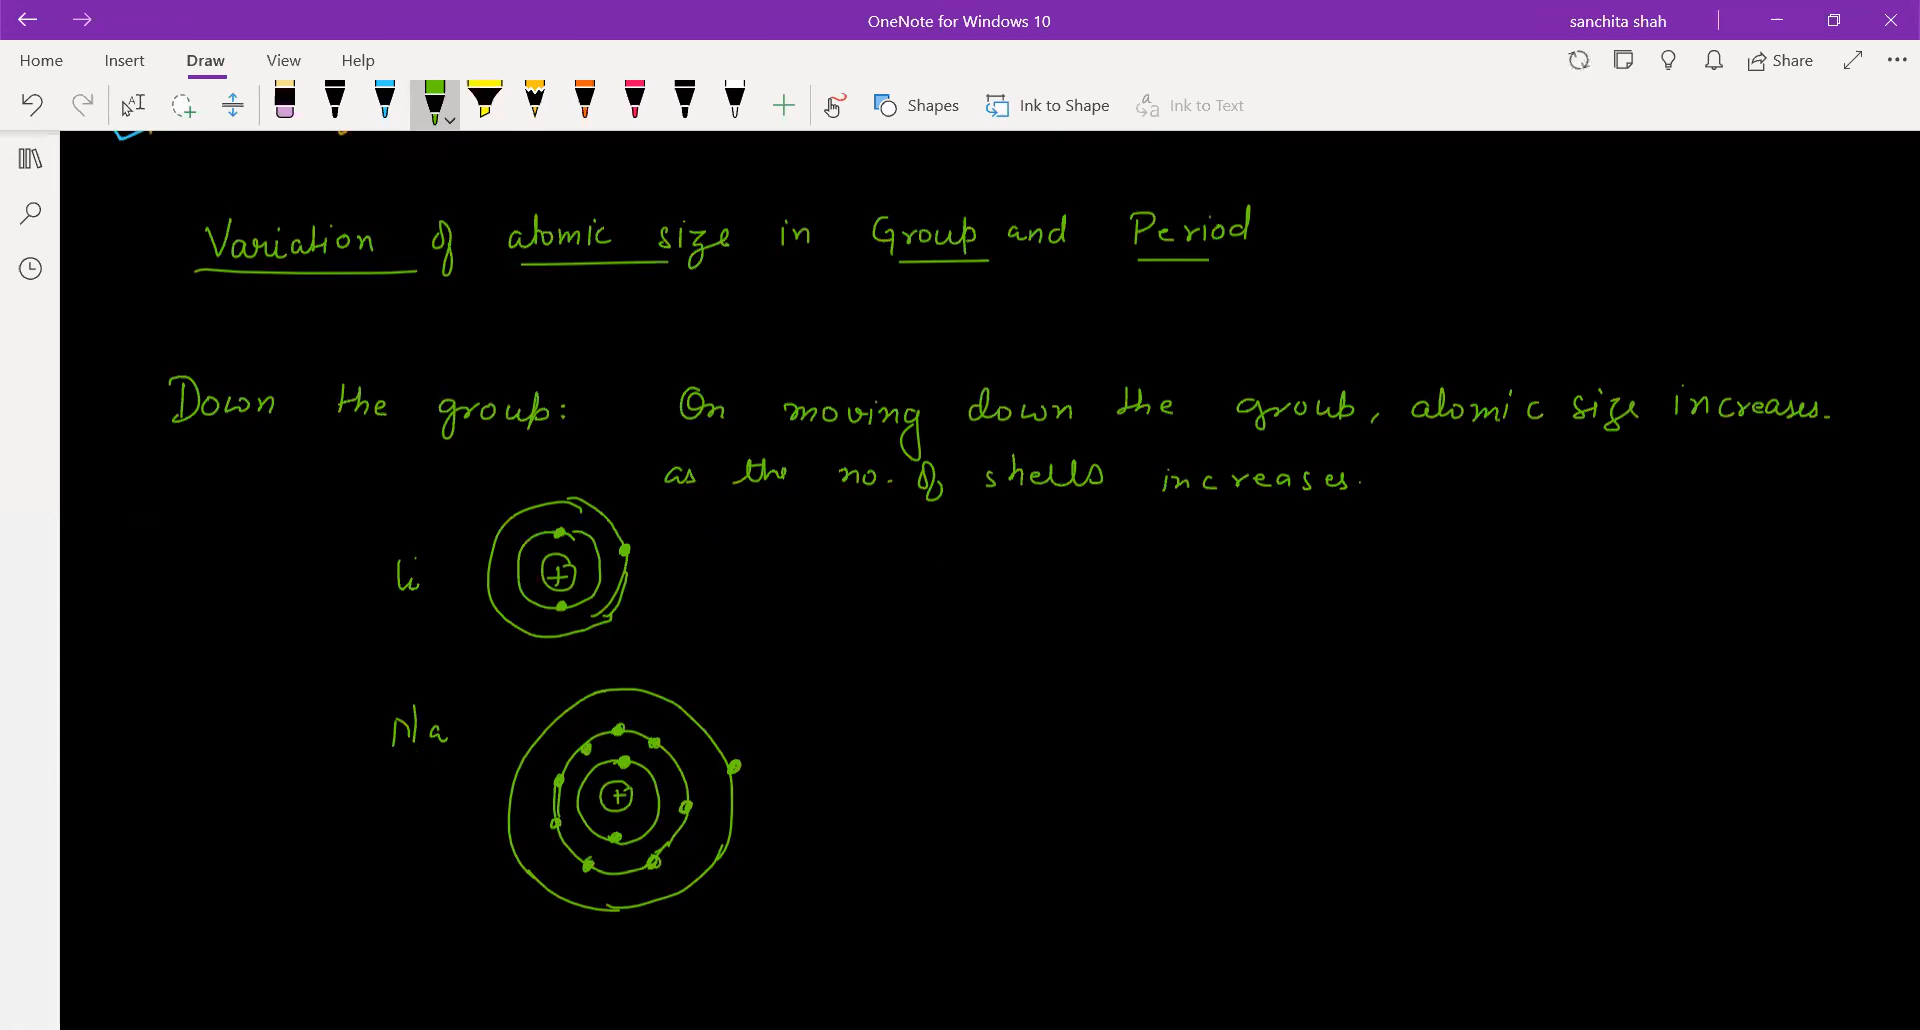 OneNote for Windows 10
sanchita shah
Home Insert Draw View Help
Share
Shapes Ink to Shape Ink to Text
Variation of atomic size in Group and Period
Down the group: On moving down the group, atomic size increases.
as the no. of shells increases.
Li
+
Na
+